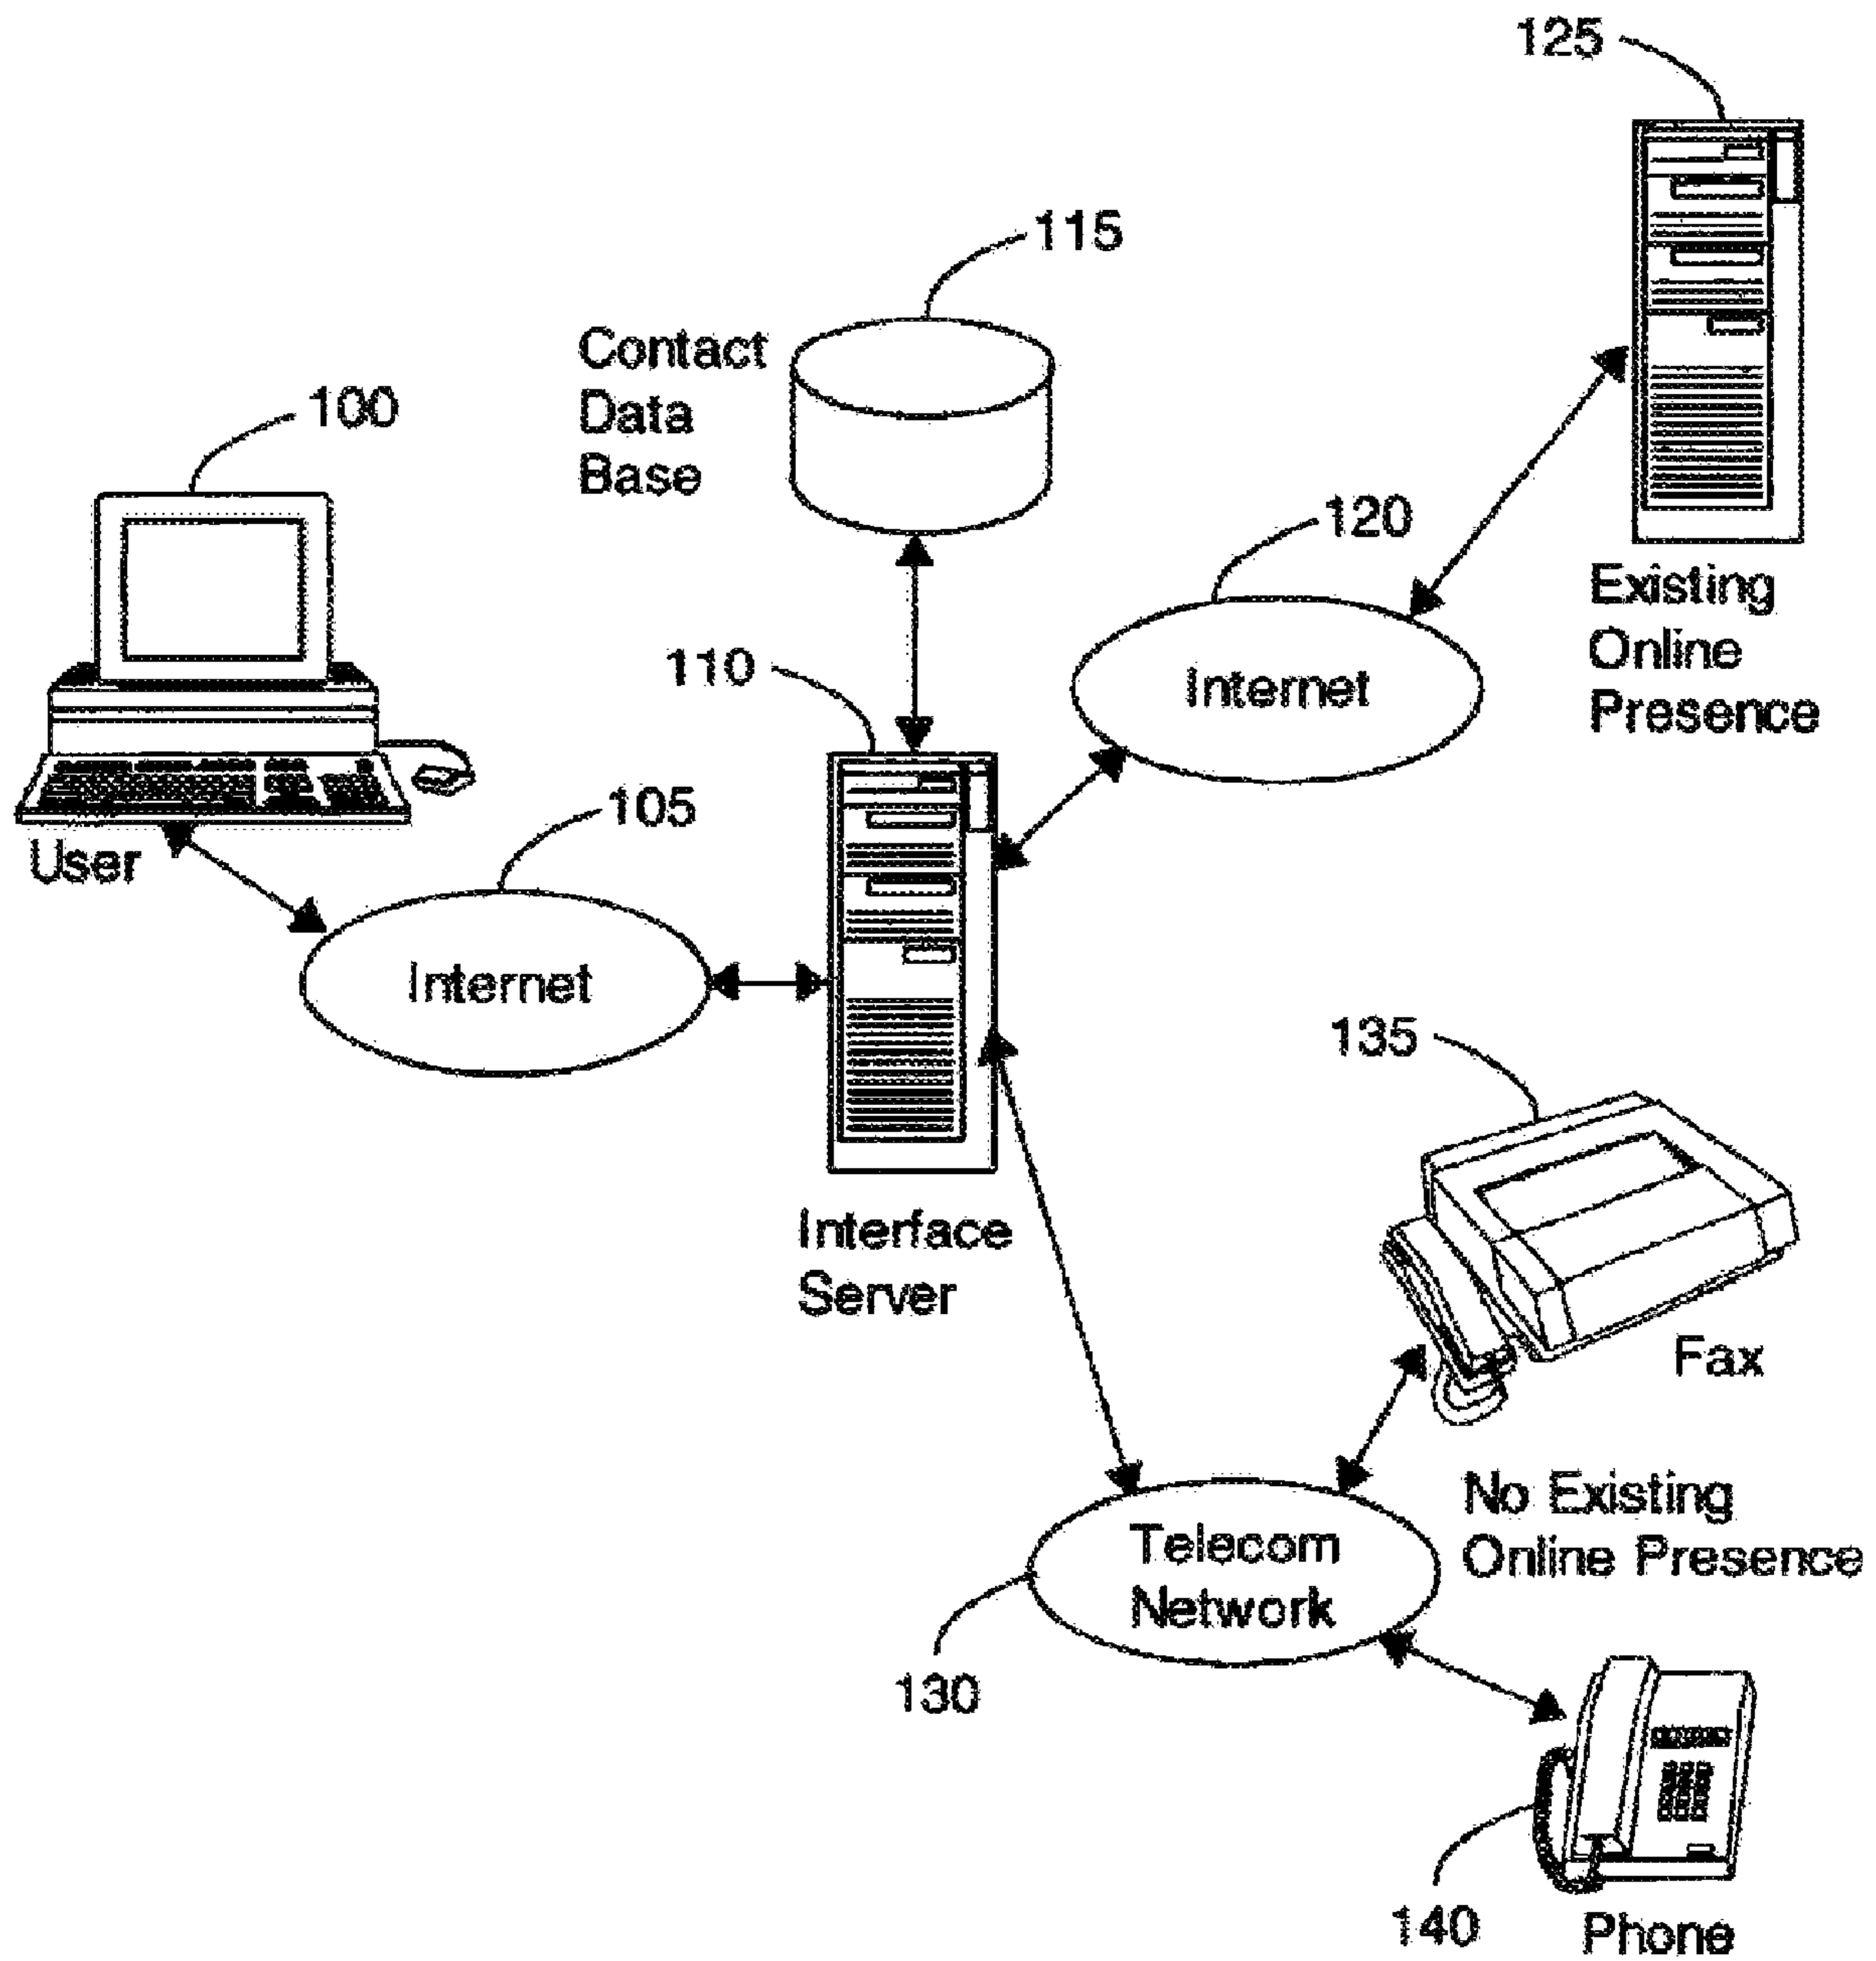 125
115
Contact
Data
Base
100
120
Existing
Online
Presence
110
Internet
105
User
Internet
135
Interface
Server
Fax
No Existing
Online Presence
Telecom
Network
130
140
Phone